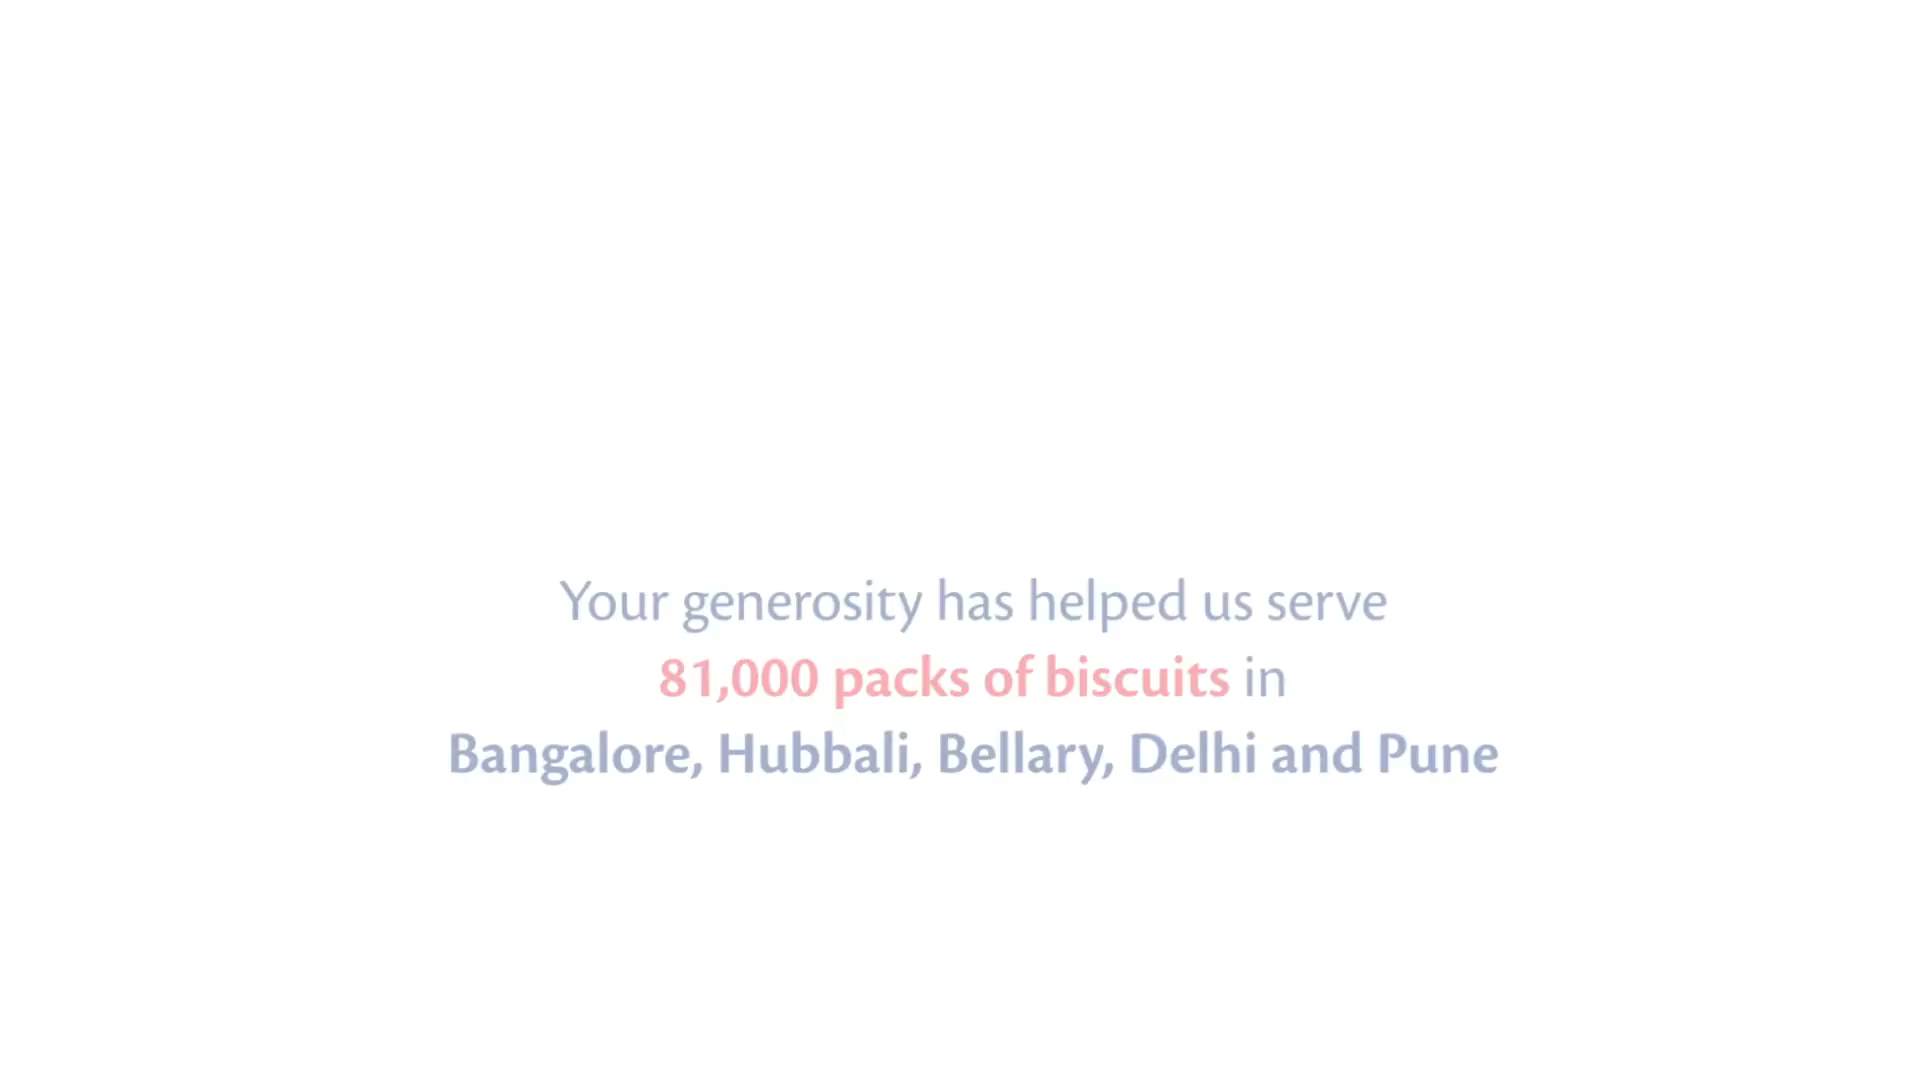 Your generosity has helped us serve
81,000 packs of biscuits in
Bangalore, Hubbali, Bellary, Delhi and Pune